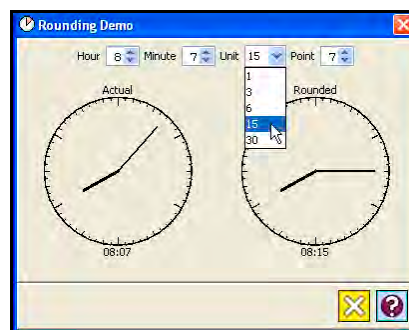 Rounding Demo
Hour 8 Minute 7 Unit 15 Point 7
1
3
6
15
30
Actual
Rounded
08:07
08:15